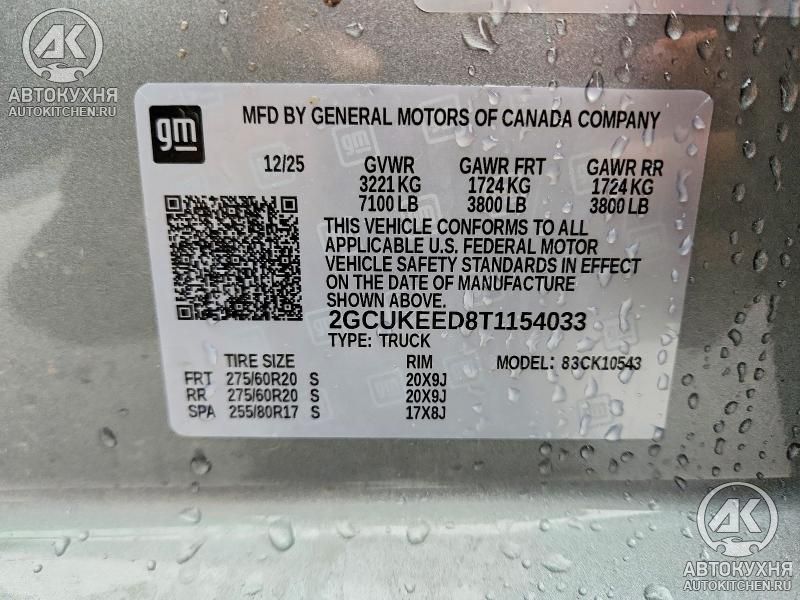 АВТОКУХНЯ
AUTOKITCHEN.RU
gm
MFD BY GENERAL MOTORS OF CANADA COMPANY
12/25 GVWR GAWR FRT GAWR RR
3221 KG 1724 KG 1724 KG
7100 LB 3800 LB 3800 LB
THIS VEHICLE CONFORMS TO ALL
APPLICABLE U.S. FEDERAL MOTOR
VEHICLE SAFETY STANDARDS IN EFFECT
ON THE DATE OF MANUFACTURE
SHOWN ABOVE.
2GCUKEED8T1154033
TYPE: TRUCK
TIRE SIZE RIM MODEL: 83CK10543
FRT 275/60R20 S 20X9J
RR 275/60R20 S 20X9J
SPA 255/80R17 S 17X8J
АВТОКУХНЯ
AUTOKITCHEN.RU